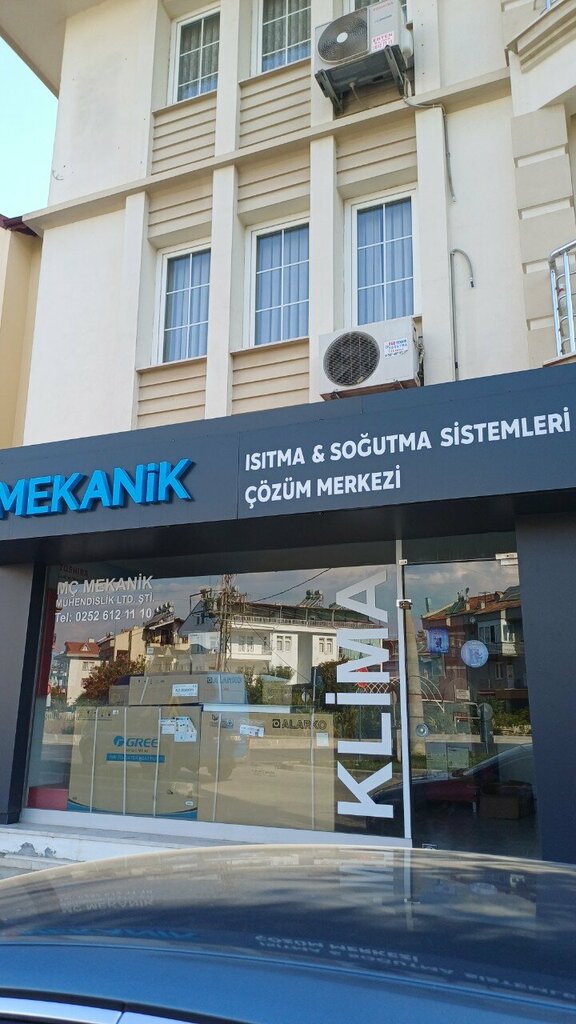 MEKANiK
ISITMA & SOĞUTMA SİSTEMLERİ
ÇÖZÜM MERKEZİ
MÇ MEKANİK
MÜHENDİSLİK LTD. ŞTİ.
Tel: 0252 612 11 10
KLiMA
GREE
ALARKO